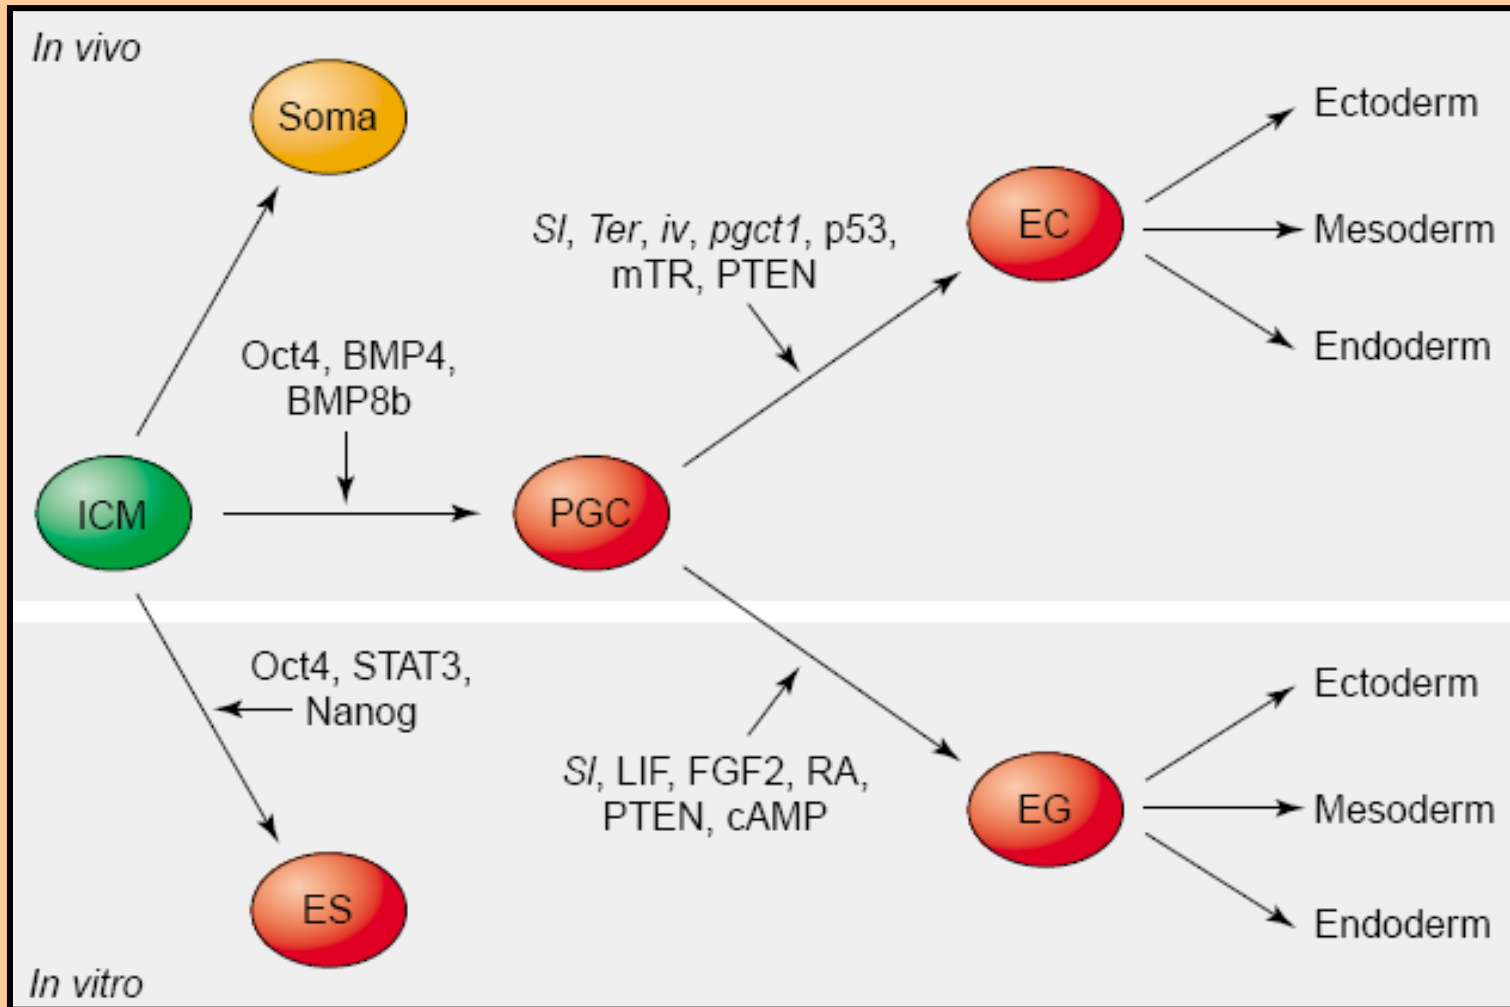 In vivo
Soma
Ectoderm
EC
Sl, Ter, iv, pgct1, p53,
mTR, PTEN
Mesoderm
Endoderm
Oct4, BMP4,
BMP8b
ICM
PGC
Oct4, STAT3,
Nanog
Ectoderm
Sl, LIF, FGF2, RA,
PTEN, cAMP
EG
Mesoderm
ES
Endoderm
In vitro